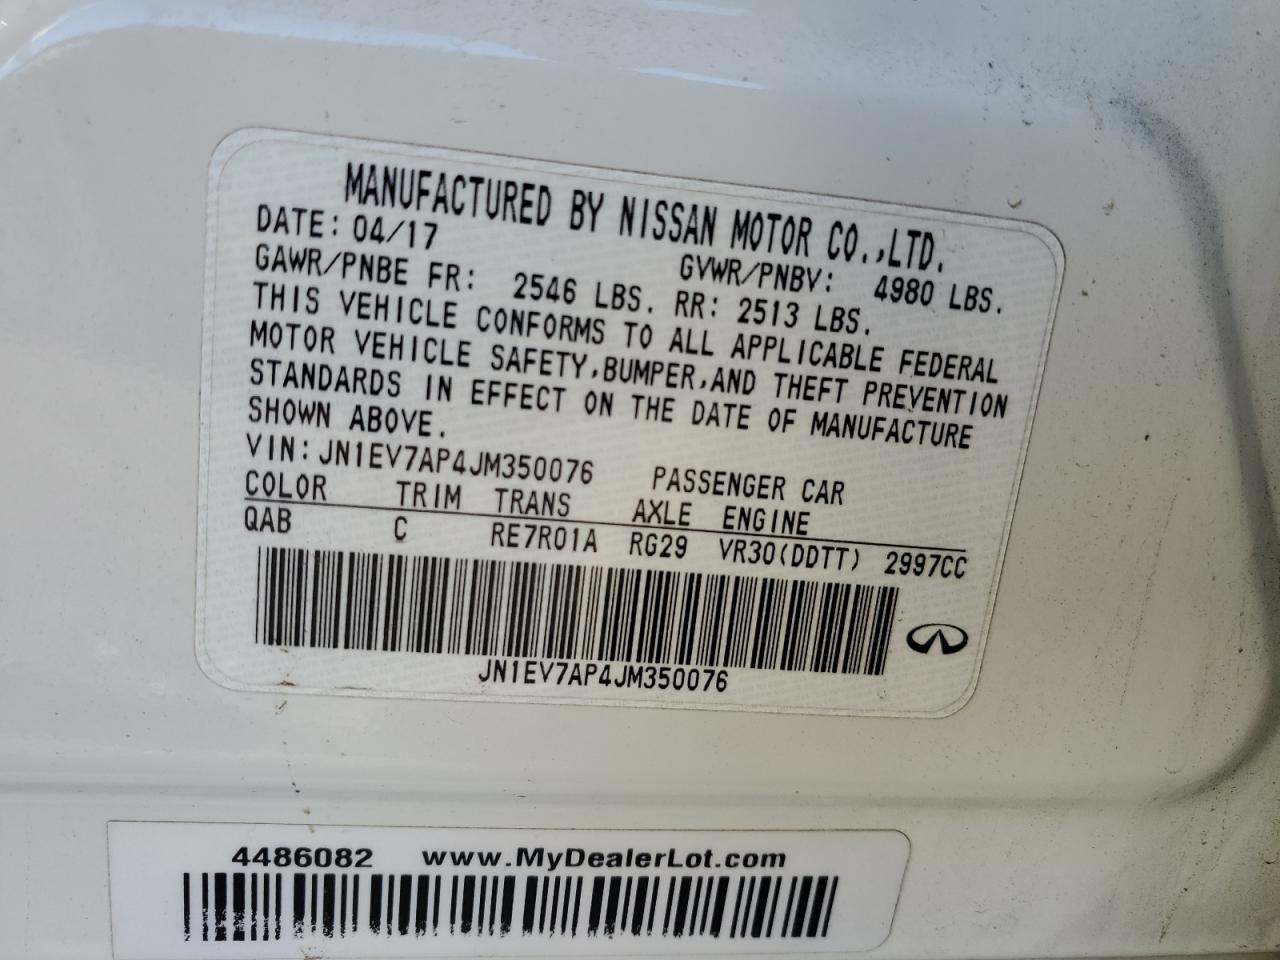 MANUFACTURED BY NISSAN MOTOR CO.,LTD.
DATE: 04/17 GVWR/PNBV: 4980 LBS.
GAWR/PNBE FR: 2546 LBS. RR: 2513 LBS.
THIS VEHICLE CONFORMS TO ALL APPLICABLE FEDERAL
MOTOR VEHICLE SAFETY,BUMPER,AND THEFT PREVENTION
STANDARDS IN EFFECT ON THE DATE OF MANUFACTURE
SHOWN ABOVE.
VIN: JN1EV7AP4JM350076 PASSENGER CAR
COLOR TRIM TRANS AXLE ENGINE
QAB C RE7R01A RG29 VR30(DDTT) 2997CC
JN1EV7AP4JM350076
4486082 www.MyDealerLot.com